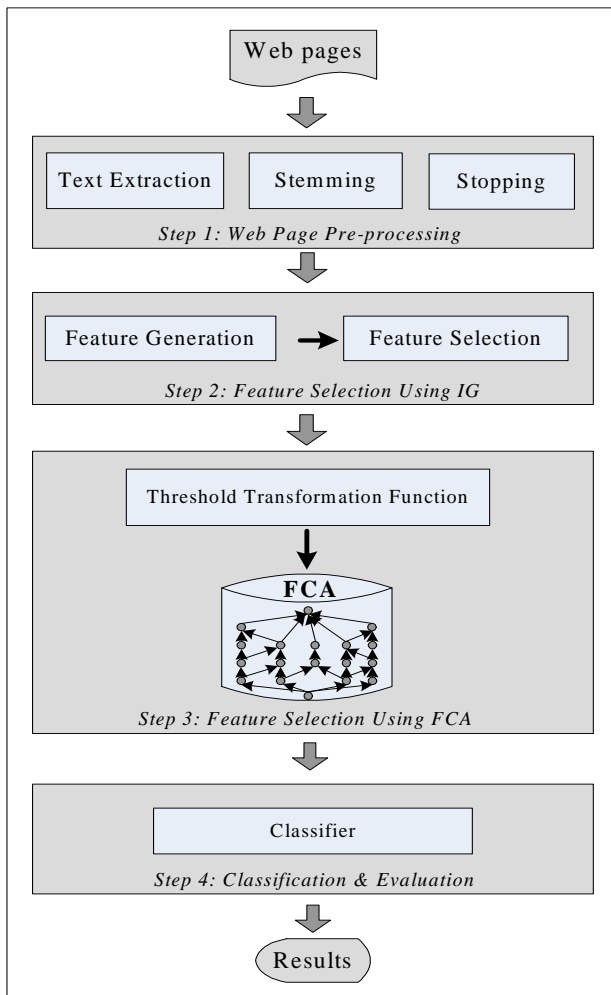 Web pages
Text Extraction
Stemming
Stopping
Step 1: Web Page Pre-processing
Feature Generation
Feature Selection
Step 2: Feature Selection Using IG
Threshold Transformation Function
FCA
Step 3: Feature Selection Using FCA
Classifier
Step 4: Classification & Evaluation
Results